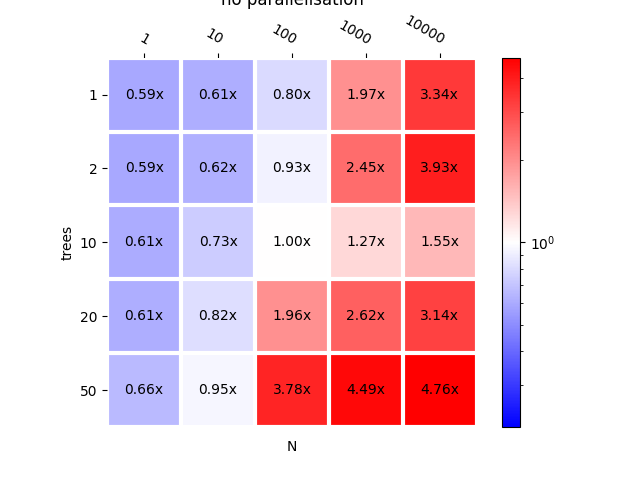 no parallelisation
1 10 100 1000 10000
1 0.59x 0.61x 0.80x 1.97x 3.34x
2 0.59x 0.62x 0.93x 2.45x 3.93x
10 0.61x 0.73x 1.00x 1.27x 1.55x
20 0.61x 0.82x 1.96x 2.62x 3.14x
50 0.66x 0.95x 3.78x 4.49x 4.76x
trees
N
10⁰